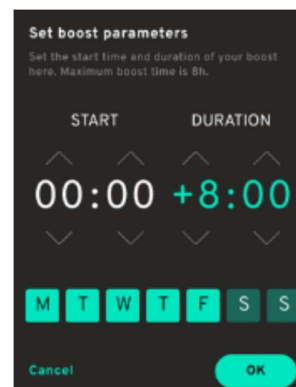 Set boost parameters
Set the start time and duration of your boost
here. Maximum boost time is 8h.
START DURATION
00:00 +8:00
M T W T F S S
Cancel OK